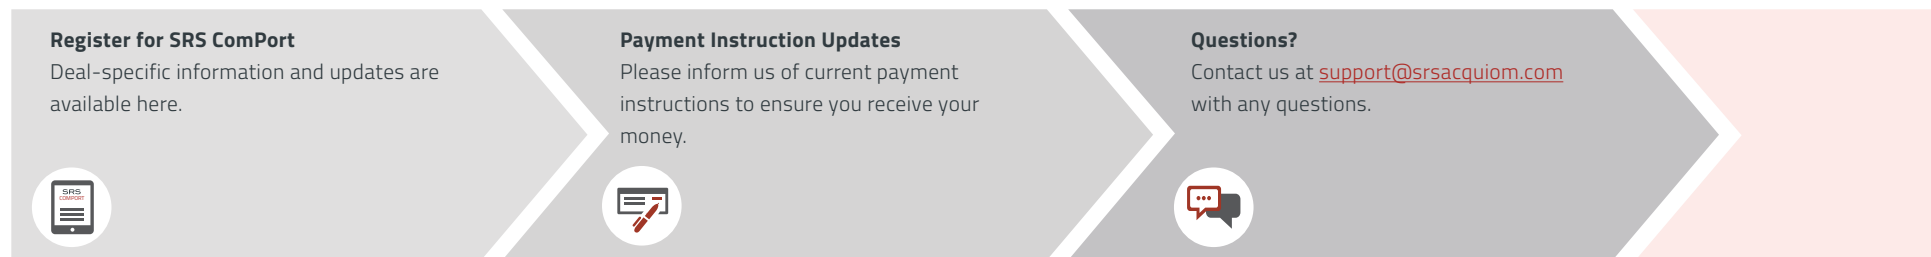 Register for SRS ComPort
Deal-specific information and updates are
available here.
SRS
COMPORT
Payment Instruction Updates
Please inform us of current payment
instructions to ensure you receive your
money.
Questions?
Contact us at support@srsacquiom.com
with any questions.